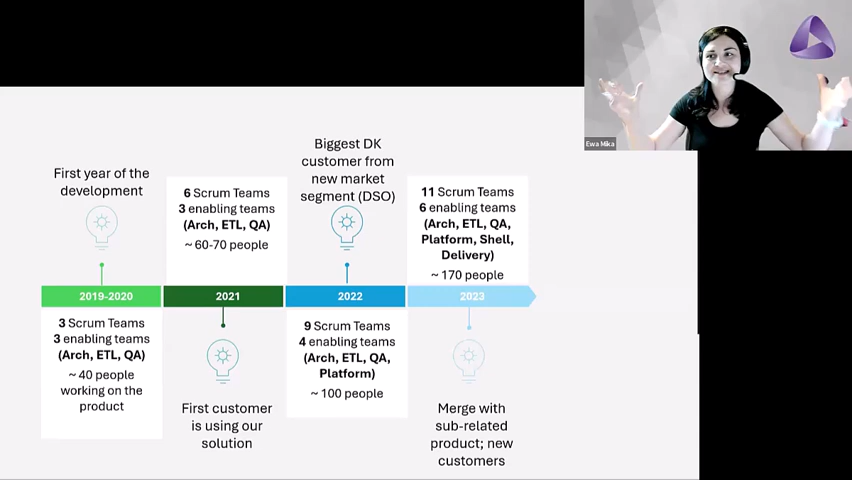 Ewa Mika
First year of the
development
6 Scrum Teams
3 enabling teams
(Arch, ETL, QA)
~ 60-70 people
Biggest DK
customer from
new market
segment (DSO)
11 Scrum Teams
6 enabling teams
(Arch, ETL, QA,
Platform, Shell,
Delivery)
~ 170 people
2019-2020
2021
2022
2023
3 Scrum Teams
3 enabling teams
(Arch, ETL, QA)
~ 40 people
working on the
product
First customer
is using our
solution
9 Scrum Teams
4 enabling teams
(Arch, ETL, QA,
Platform)
~ 100 people
Merge with
sub-related
product; new
customers